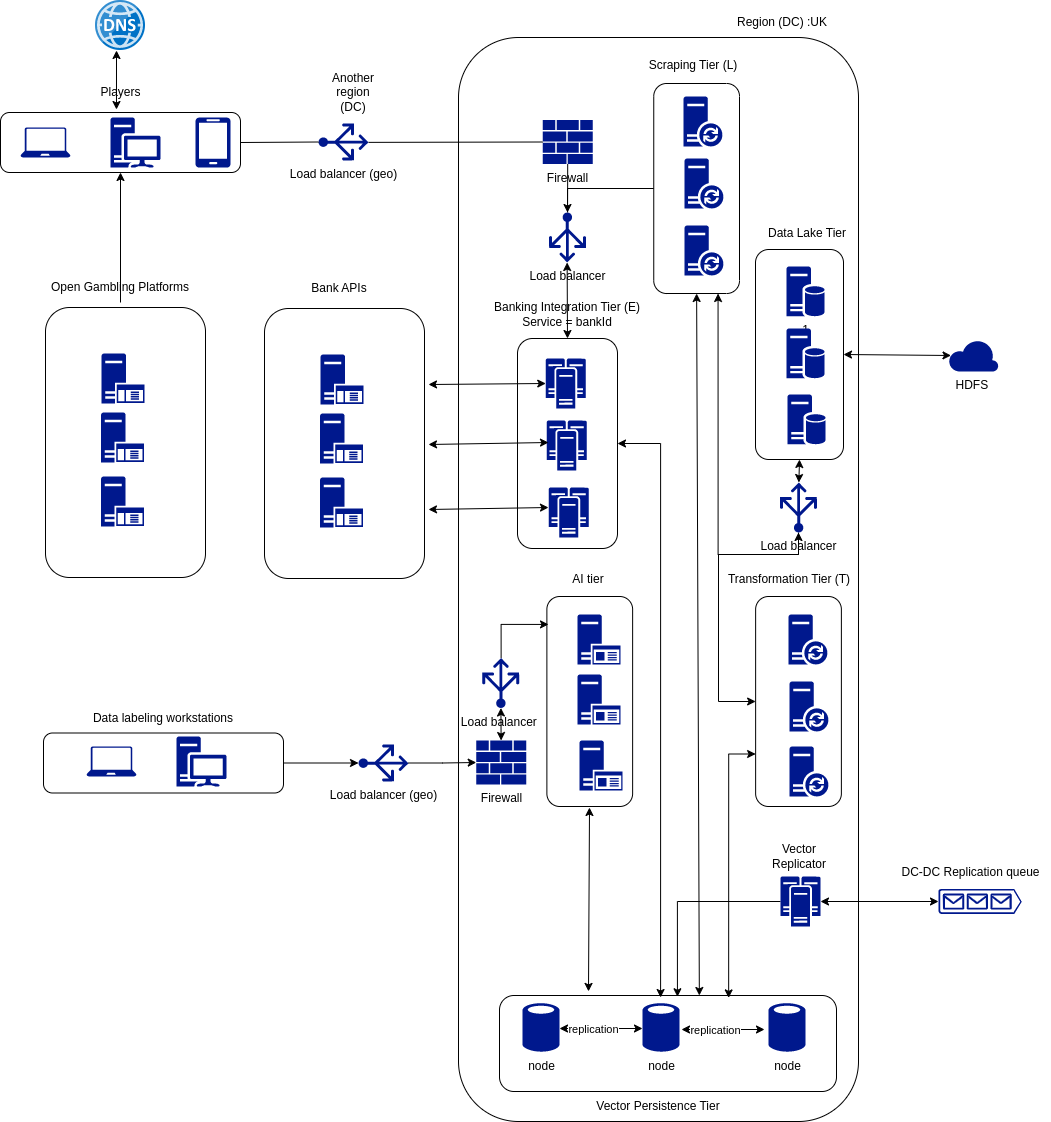 DNS
Region (DC) :UK
Scraping Tier (L)
Another
region
(DC)
Players
Load balancer (geo)
Firewall
Data Lake Tier
Load balancer
Open Gambling Platforms
Bank APIs
Banking Integration Tier (E)
Service = bankId
1
HDFS
Load balancer
AI tier
Transformation Tier (T)
Data labeling workstations
Load balancer
Load balancer (geo)
Firewall
Vector
Replicator
DC-DC Replication queue
replication
replication
node
node
node
Vector Persistence Tier